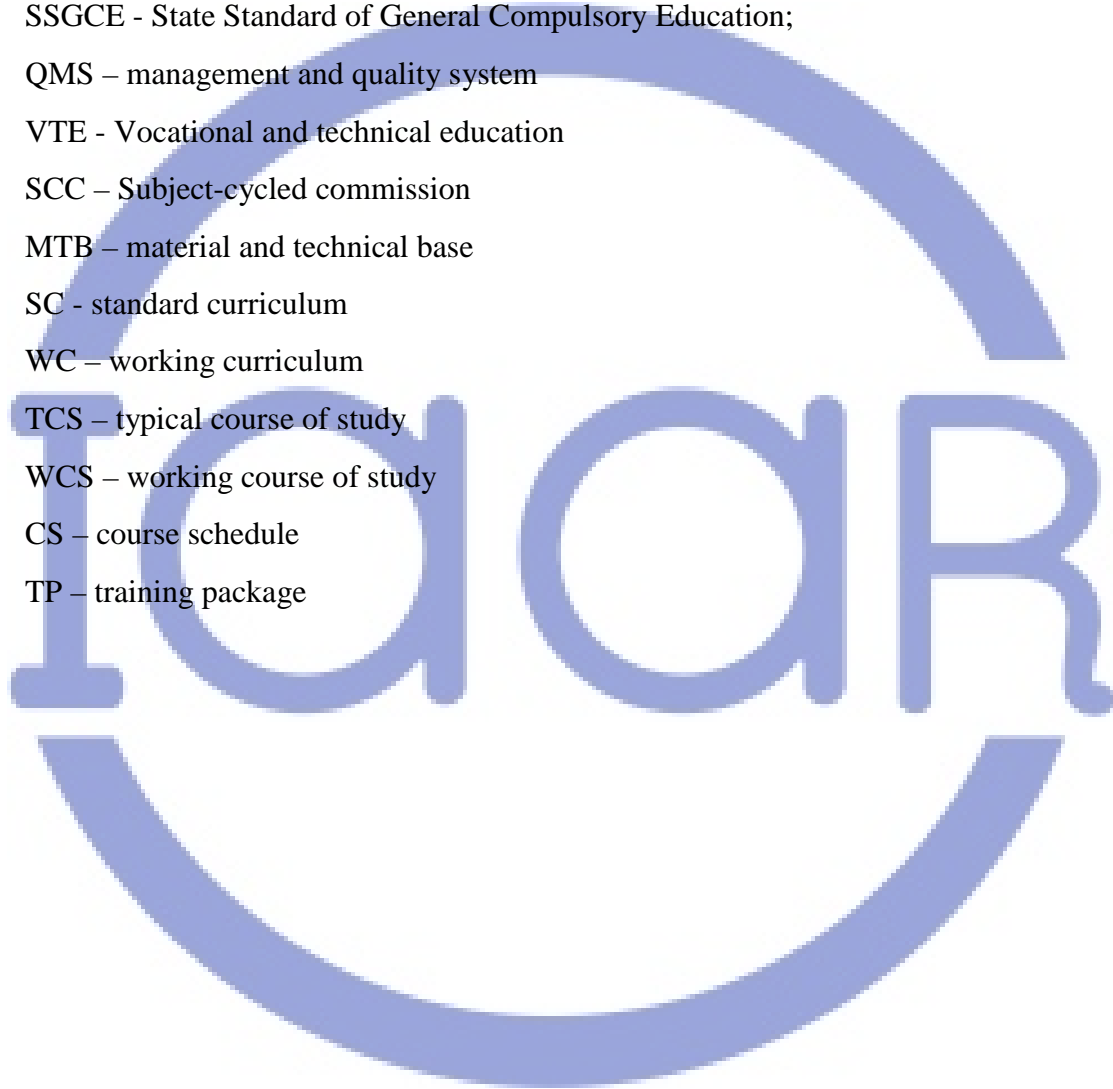 SSGCE - State Standard of General Compulsory Education;
QMS – management and quality system
VTE - Vocational and technical education
SCC – Subject-cycled commission
MTB – material and technical base
SC - standard curriculum
WC – working curriculum
TCS – typical course of study
WCS – working course of study
CS – course schedule
TP – training package
IaaR